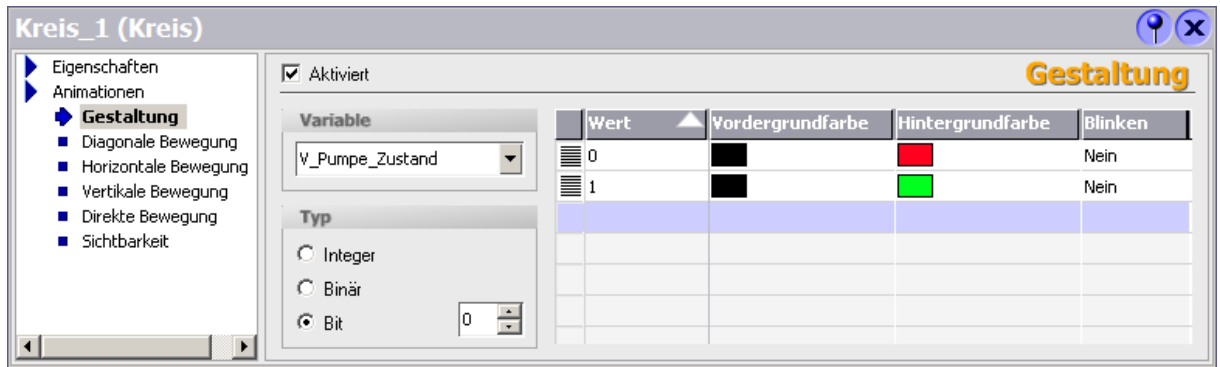 Kreis_1 (Kreis)
Eigenschaften
Animationen
Gestaltung
Diagonale Bewegung
Horizontale Bewegung
Vertikale Bewegung
Direkte Bewegung
Sichtbarkeit
Aktiviert
Gestaltung
Variable
V_Pumpe_Zustand
Typ
Integer
Binär
Bit 0
Wert Vordergrundfarbe Hintergrundfarbe Blinken
0 Nein
1 Nein